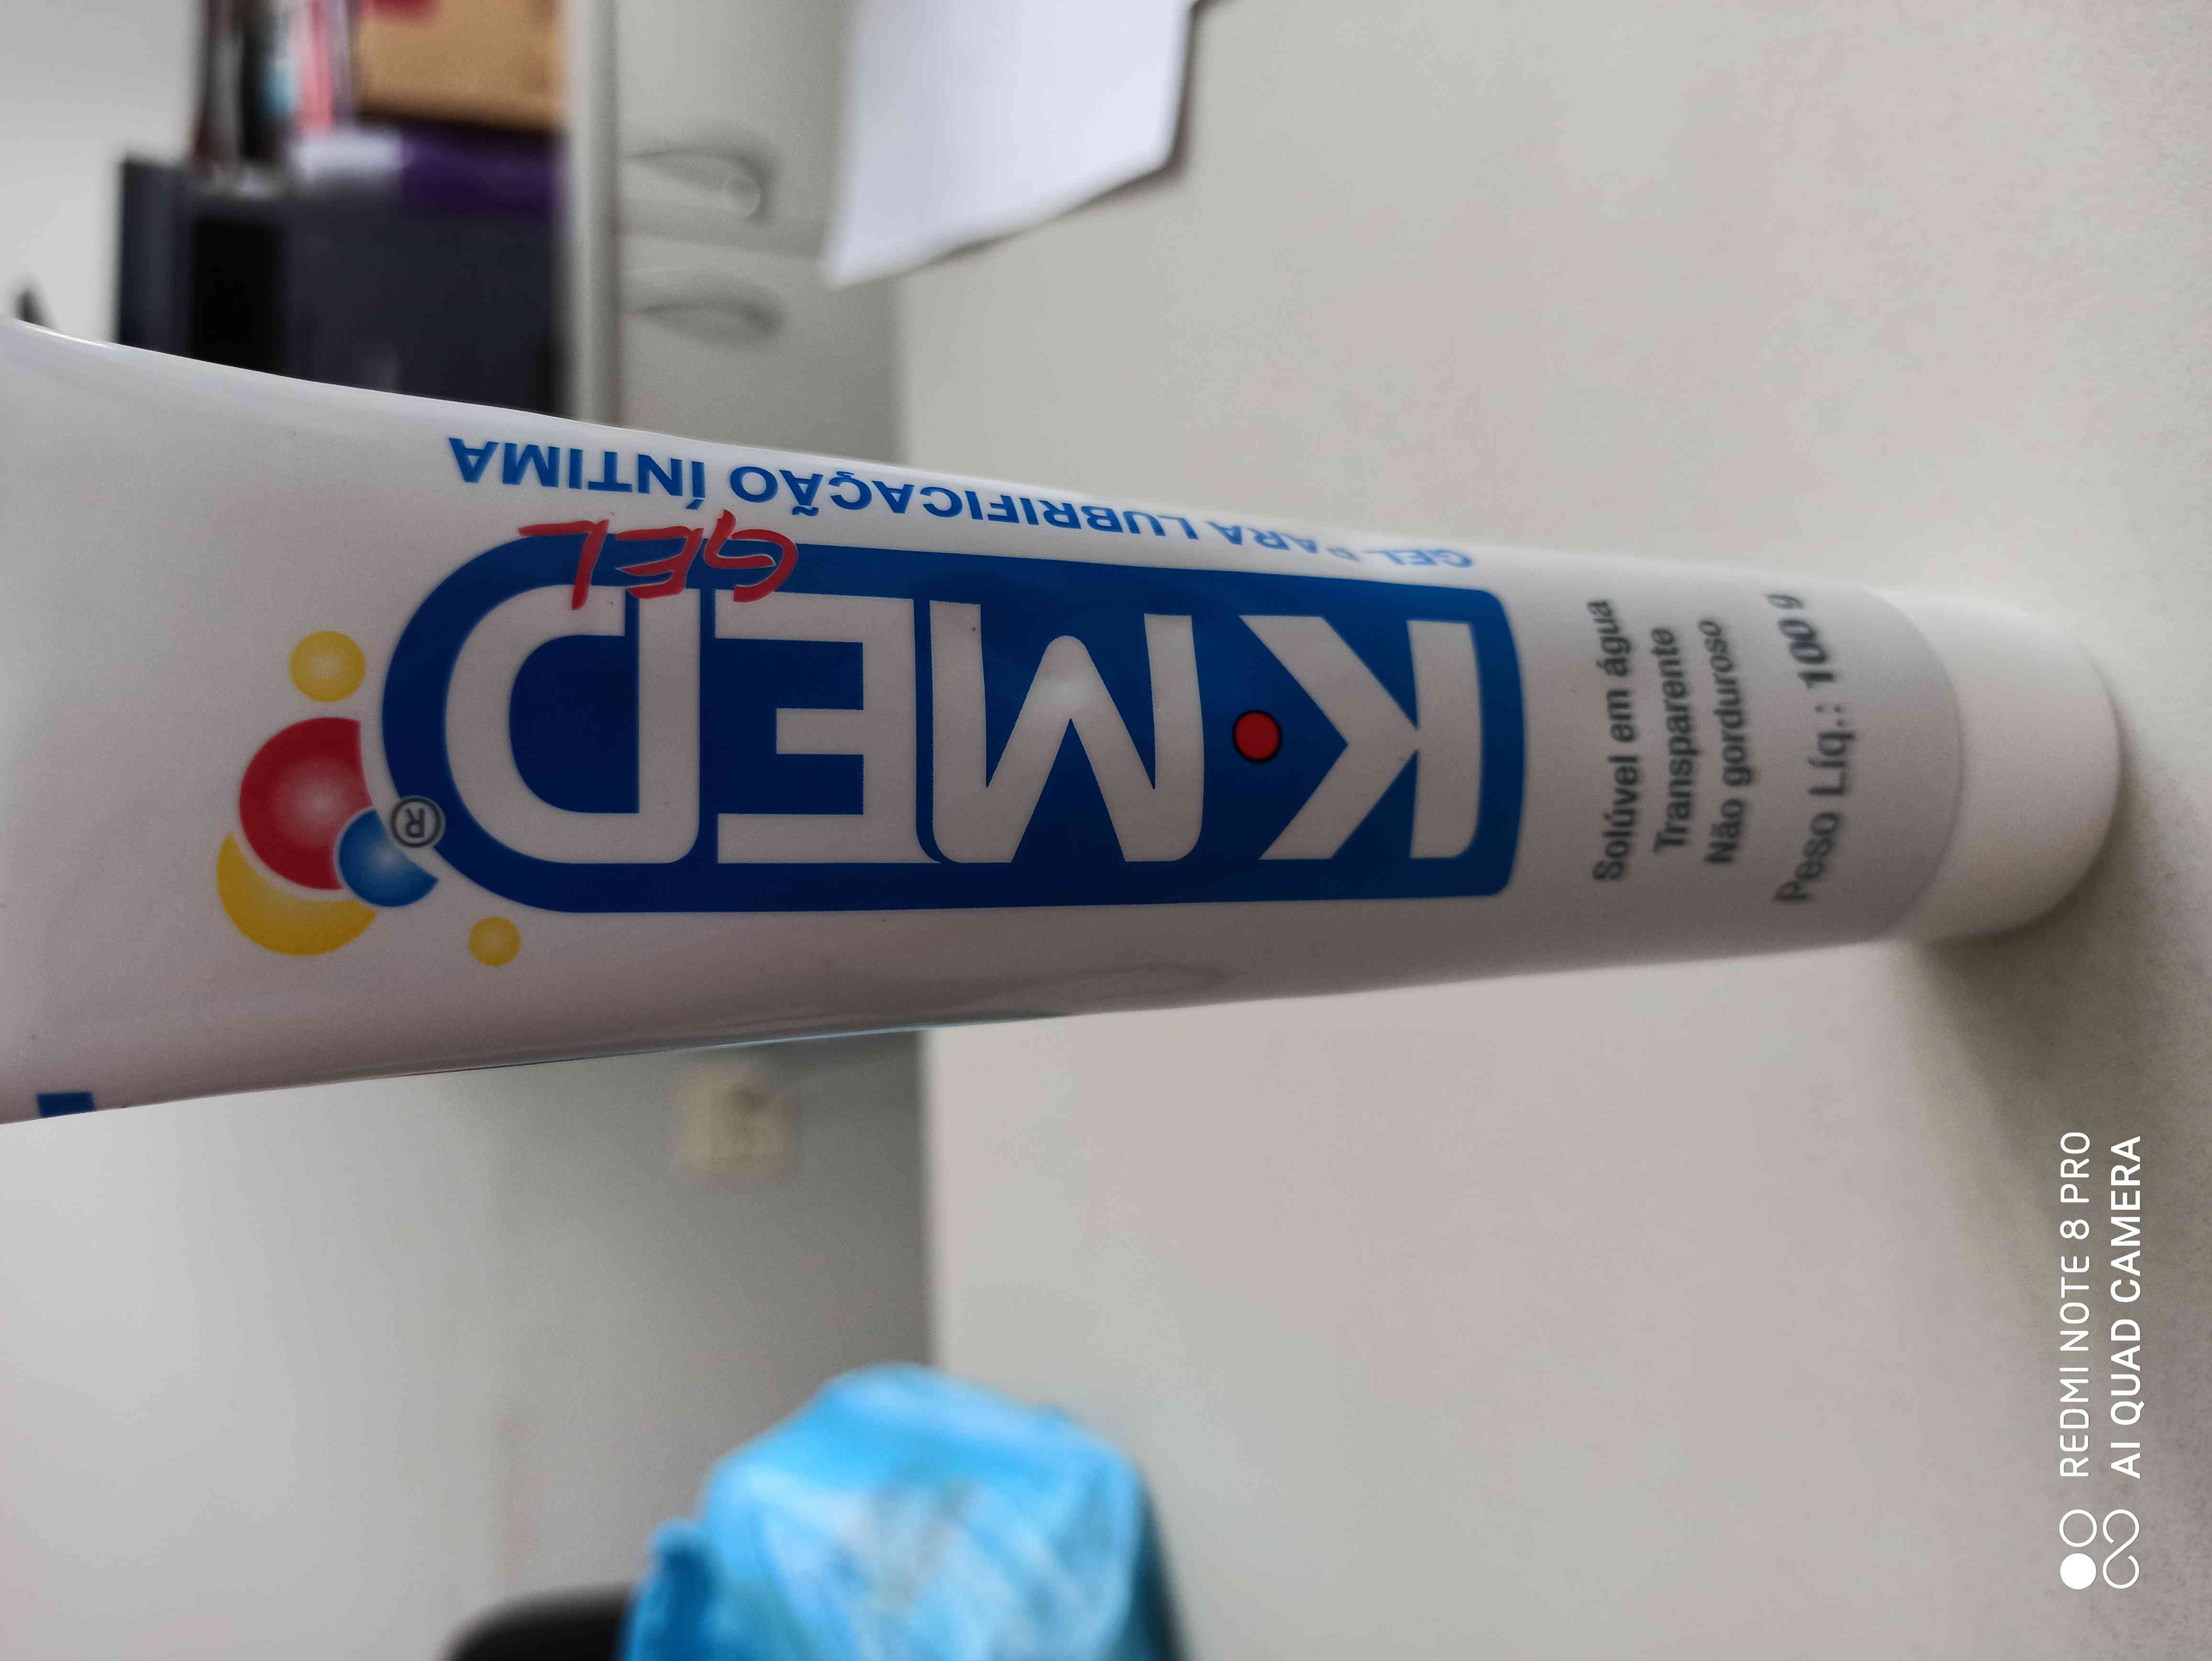 K·MED®
GEL
GEL PARA LUBRIFICAÇÃO ÍNTIMA
Solúvel em água
Transparente
Não gorduroso
Peso Líq.: 100 g
REDMI NOTE 8 PRO
AI QUAD CAMERA